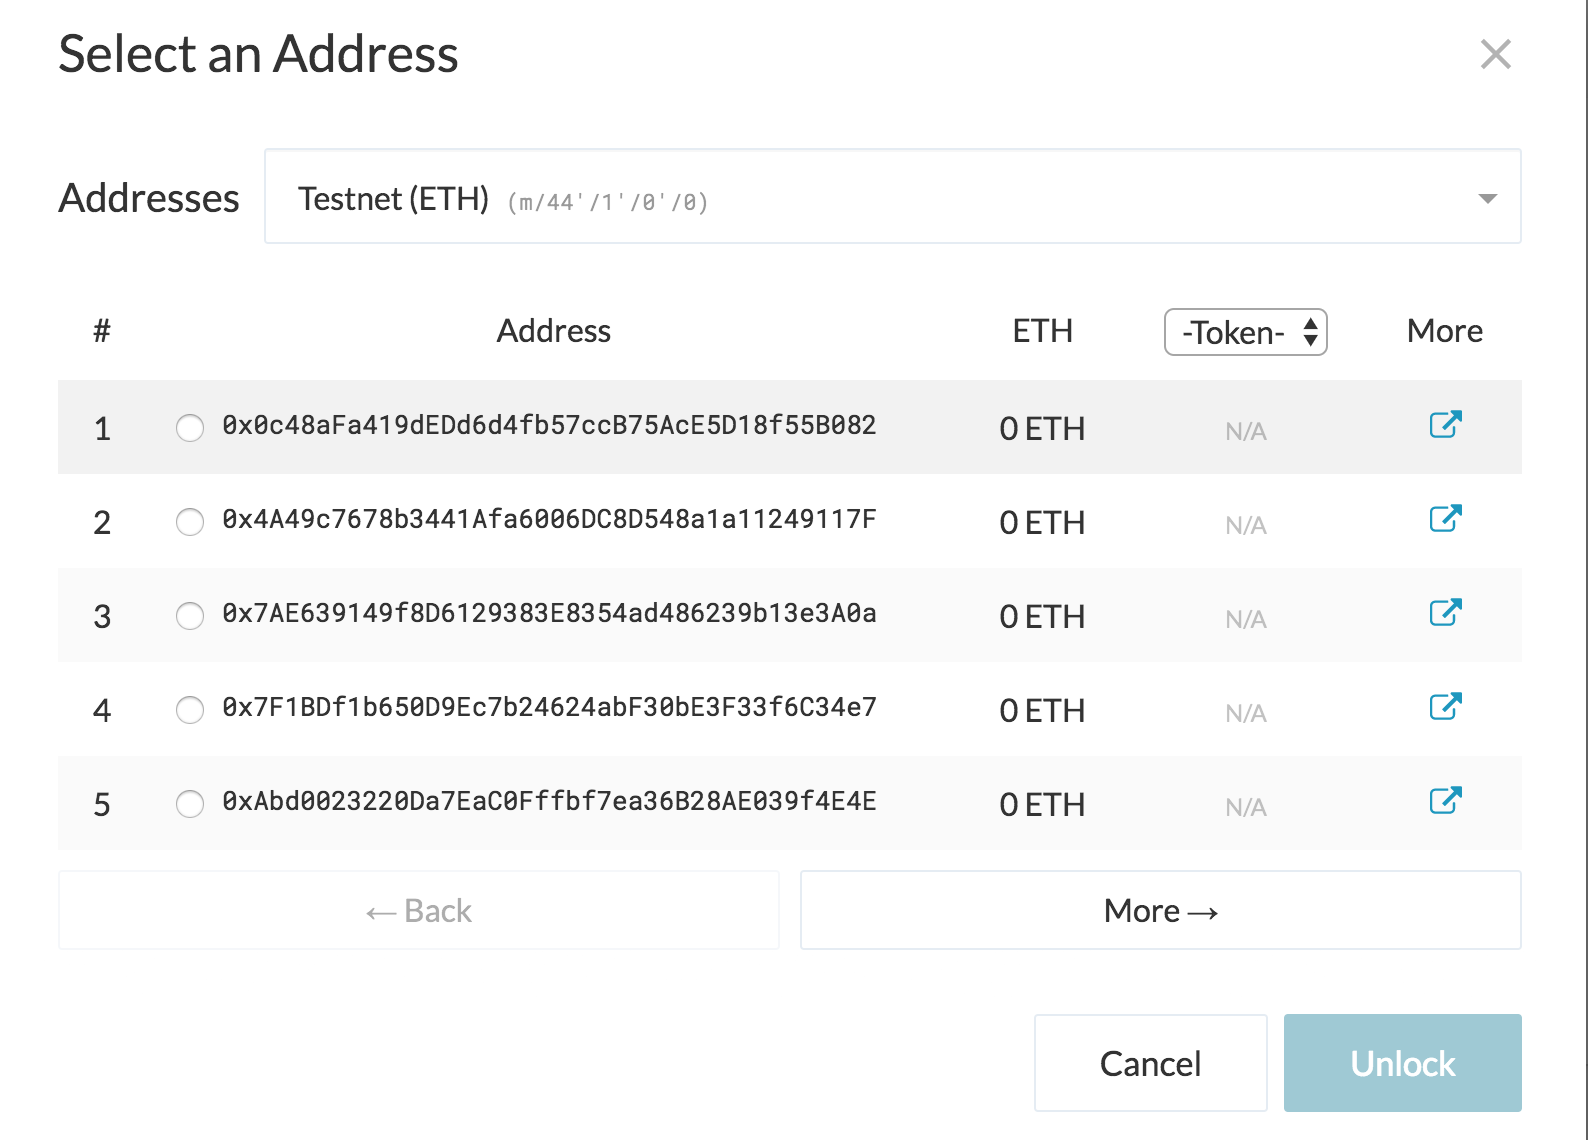 Select an Address
Addresses Testnet (ETH) (m/44'/1'/0'/0)
# Address ETH -Token- More
1 0x0c48aFa419dEDd6d4fb57ccB75AcE5D18f55B082 0 ETH N/A
2 0x4A49c7678b3441Afa6006DC8D548a1a11249117F 0 ETH N/A
3 0x7AE639149f8D6129383E8354ad486239b13e3A0a 0 ETH N/A
4 0x7F1BDf1b650D9Ec7b24624abF30bE3F33f6C34e7 0 ETH N/A
5 0xAbd0023220Da7EaC0Fffbf7ea36B28AE039f4E4E 0 ETH N/A
← Back More →
Cancel Unlock